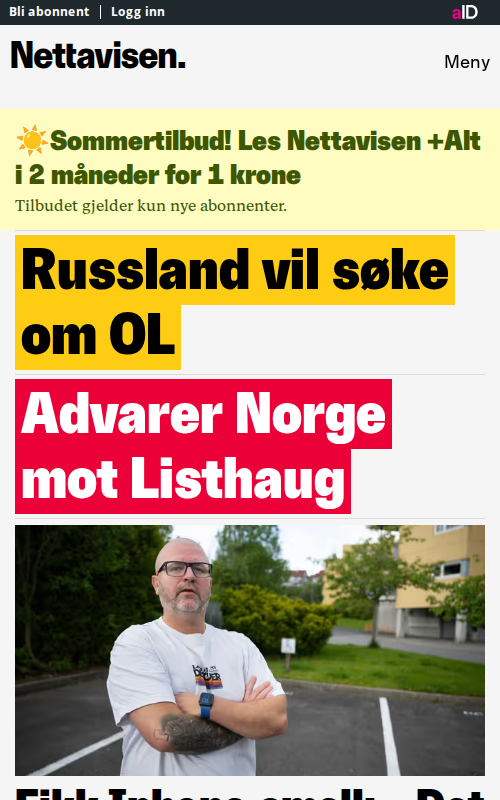 Bli abonnent | Logg inn
aID
Nettavisen.
Meny
☀️Sommertilbud! Les Nettavisen +Alt
i 2 måneder for 1 krone
Tilbudet gjelder kun nye abonnenter.
Russland vil søke
om OL
Advarer Norge
mot Listhaug